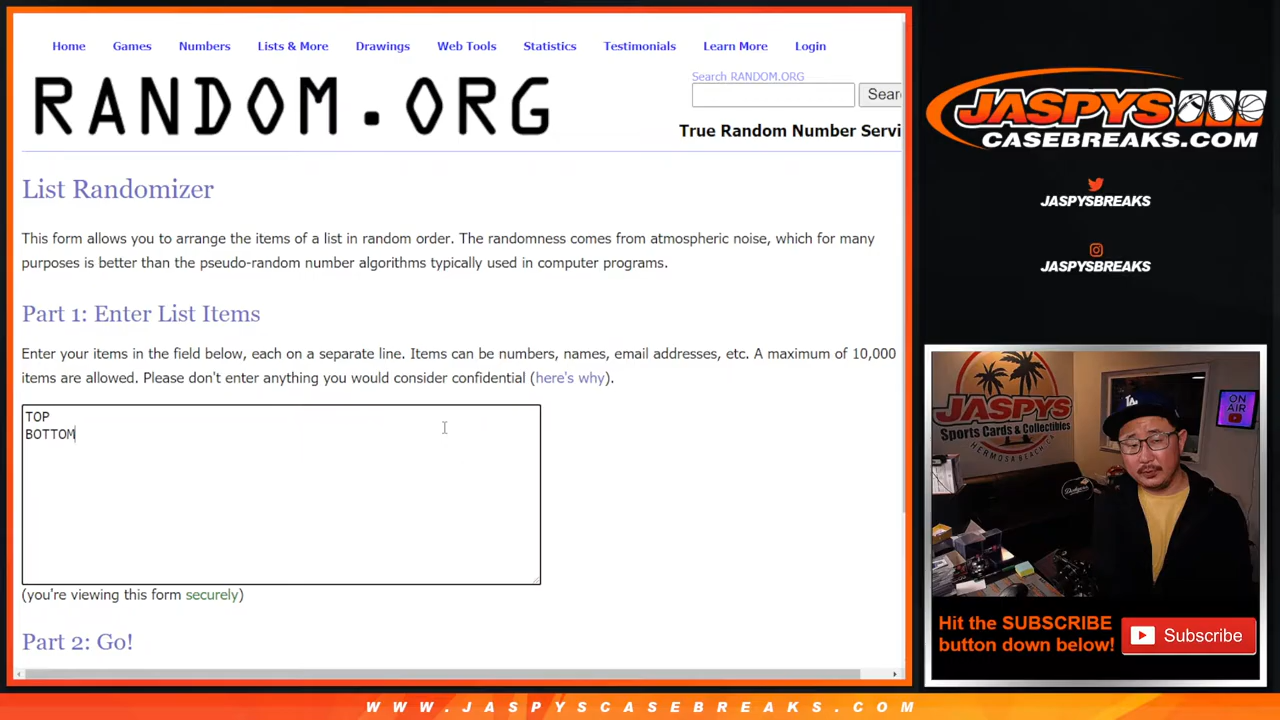 Home Games Numbers Lists & More Drawings Web Tools Statistics Testimonials Learn More Login
RANDOM.ORG
Search RANDOM.ORG
Sear
True Random Number Servi
List Randomizer
This form allows you to arrange the items of a list in random order. The randomness comes from atmospheric noise, which for many
purposes is better than the pseudo-random number algorithms typically used in computer programs.
Part 1: Enter List Items
Enter your items in the field below, each on a separate line. Items can be numbers, names, email addresses, etc. A maximum of 10,000
items are allowed. Please don't enter anything you would consider confidential (here's why).
TOP
BOTTOM
(you're viewing this form securely)
Part 2: Go!
JASPYS
CASEBREAKS.COM
JASPYSBREAKS
JASPYSBREAKS
JASPYS
Sports Cards & Collectibles
HERMOSA BEACH, CA
ON
AIR
LA
Dodgers
Hit the SUBSCRIBE
button down below!
Subscribe
WWW.JASPYSCASEBREAKS.COM